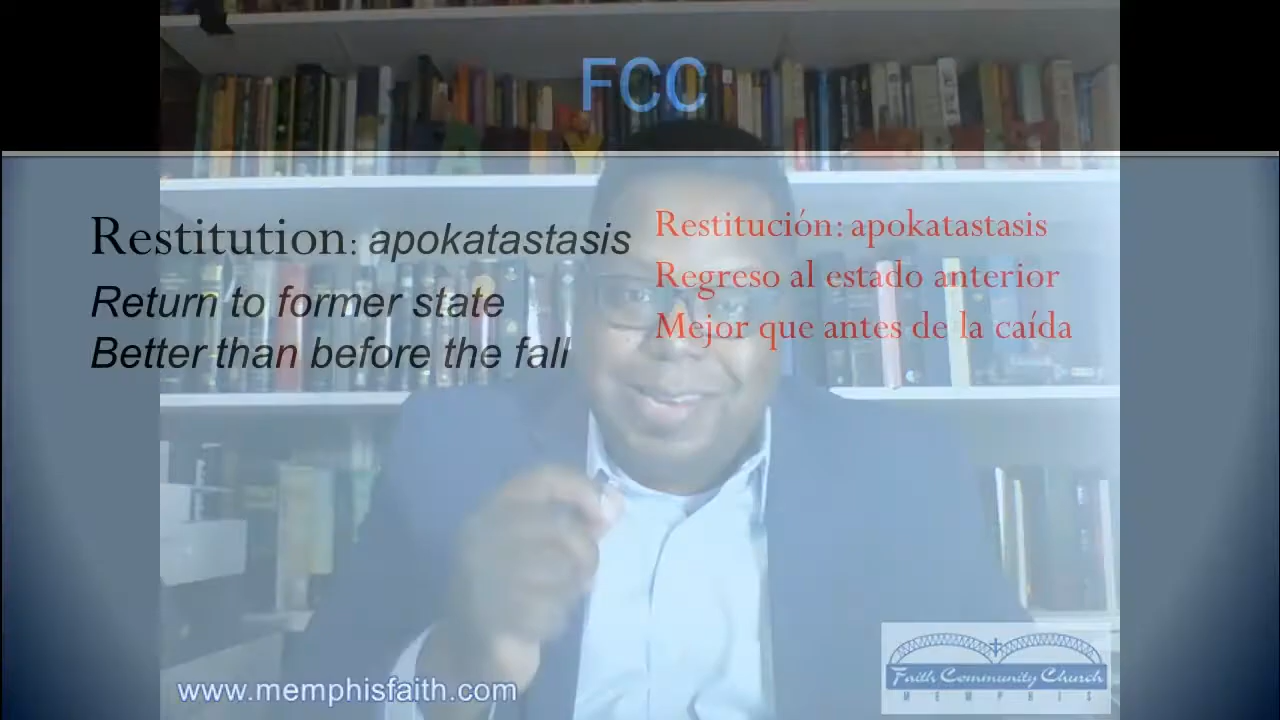 FCC
Restitution: apokatastasis
Return to former state
Better than before the fall
Restitución: apokatastasis
Regreso al estado anterior
Mejor que antes de la caída
www.memphisfaith.com
Faith Community Church
MEMPHIS